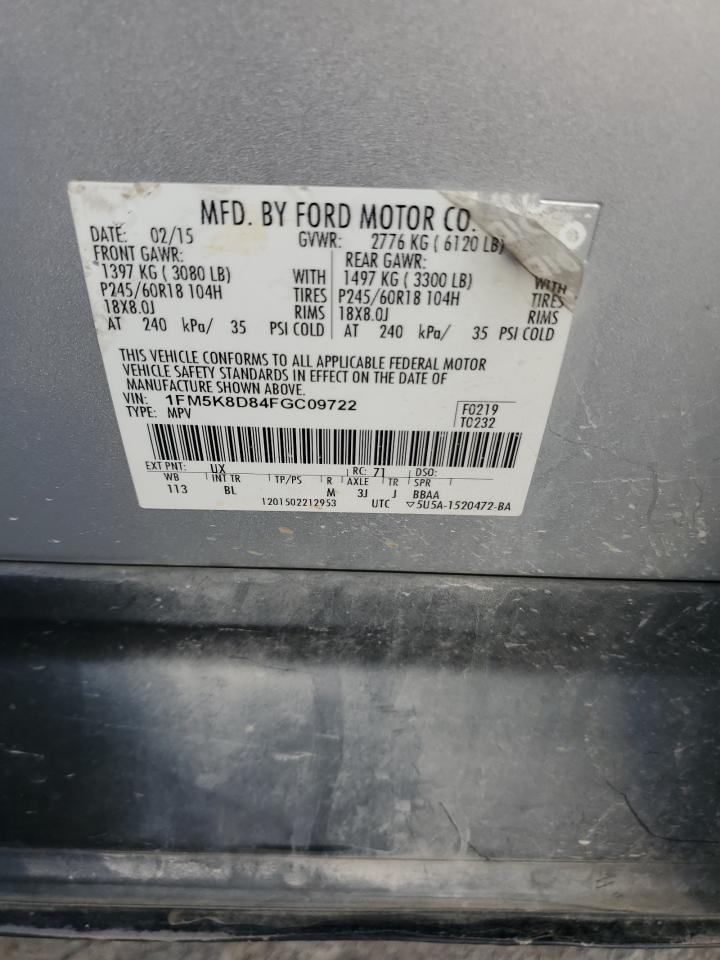 MFD. BY FORD MOTOR CO.
DATE: 02/15 GVWR: 2776 KG ( 6120 LB)
FRONT GAWR: REAR GAWR:
1397 KG ( 3080 LB) WITH 1497 KG ( 3300 LB) WITH
P245/60R18 104H TIRES P245/60R18 104H TIRES
18X8.0J RIMS 18X8.0J RIMS
AT 240 kPa/ 35 PSI COLD AT 240 kPa/ 35 PSI COLD
THIS VEHICLE CONFORMS TO ALL APPLICABLE FEDERAL MOTOR
VEHICLE SAFETY STANDARDS IN EFFECT ON THE DATE OF
MANUFACTURE SHOWN ABOVE.
VIN: 1FM5K8D84FGC09722 F0219
TYPE: MPV T0232
EXT PNT: UX RC: 71 DSO:
WB INT TR TP/PS R AXLE TR SPR
113 BL M 3J J BBAA
1201502212953 UTC ▽5U5A-1520472-BA